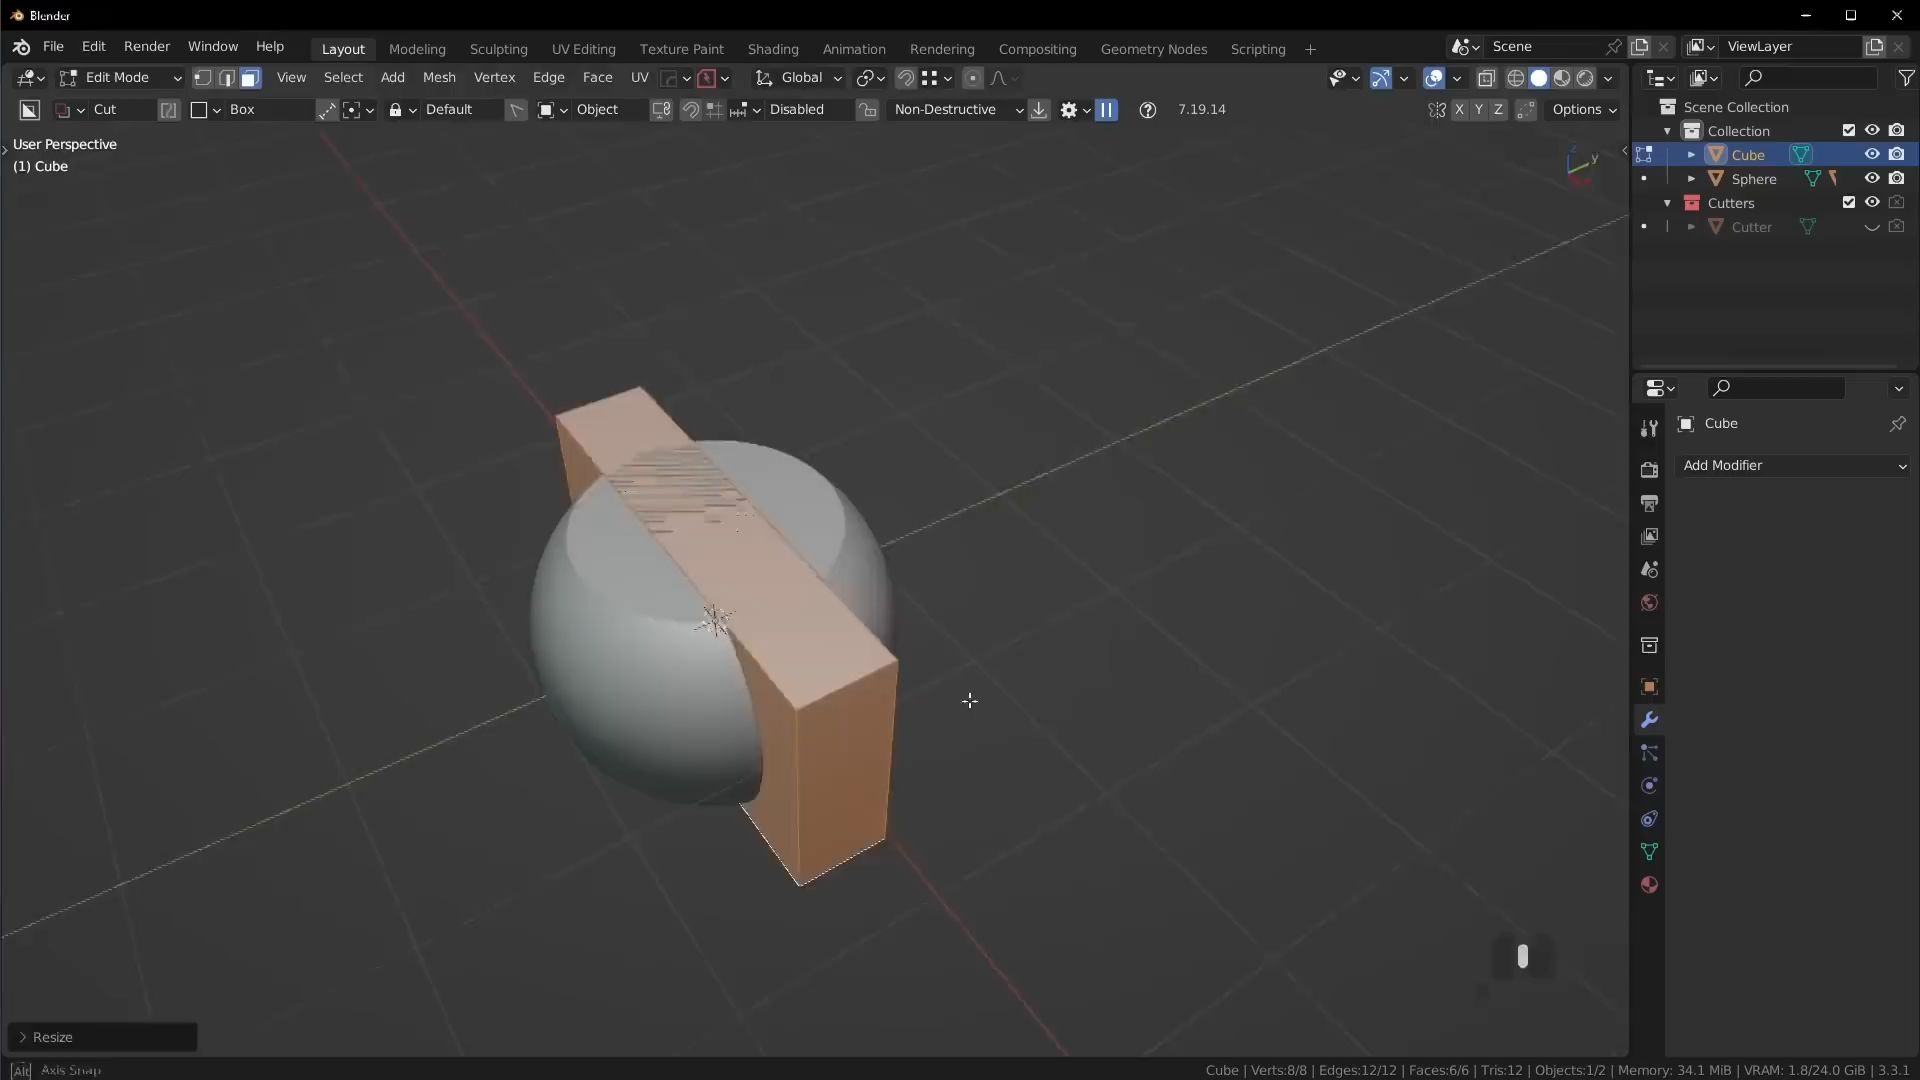 Blender
File Edit Render Window Help Layout Modeling Sculpting UV Editing Texture Paint Shading Animation Rendering Compositing Geometry Nodes Scripting + Scene ViewLayer
Edit Mode View Select Add Mesh Vertex Edge Face UV Global
Cut Box Default Object Disabled Non-Destructive 7.19.14 X Y Z Options
User Perspective
(1) Cube
Z
Y
Scene Collection
Collection
Cube
Sphere
Cutters
Cutter
Cube
Add Modifier
Resize
Alt Axis Snap
Cube | Verts:8/8 | Edges:12/12 | Faces:6/6 | Tris:12 | Objects:1/2 | Memory: 34.1 MiB | VRAM: 1.8/24.0 GiB | 3.3.1